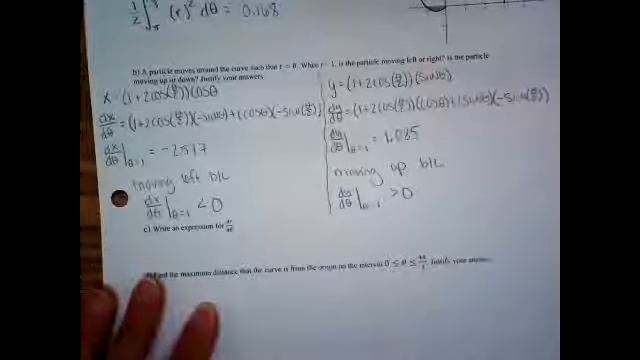 1/2 ∫ (r)² dθ = 0.168
b) A particle moves around the curve such that t = θ. When t = 1, is the particle moving left or right? Is the particle
moving up or down? Justify your answers.
x = (1+2cos(θ/2))cosθ
y = (1+2cos(θ/2))(sinθ)
dx/dθ = (1+2cos(θ/2))(-sinθ)+(cosθ)(-sin(θ/2))
dy/dθ = (1+2cos(θ/2))(cosθ)+(sinθ)(-sin(θ/2))
dx/dθ|θ=1 = -2.577
dy/dθ|θ=1 = 1.085
moving left b/c
moving up b/c
dx/dθ|θ=1 < 0
dy/dθ|θ=1 > 0
c) Write an expression for
Find the maximum distance that the curve is from the origin on the interval 0 ≤ θ ≤ Justify your answer.